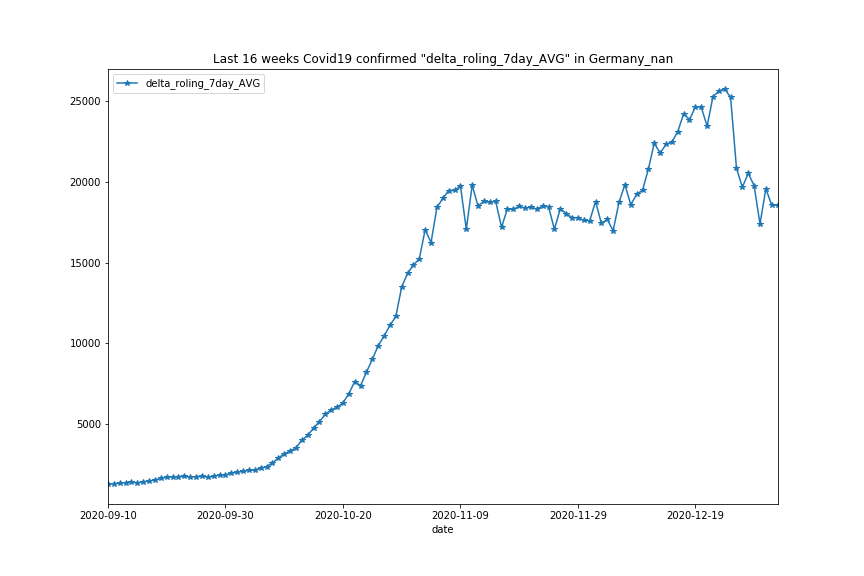 Last 16 weeks Covid19 confirmed "delta_roling_7day_AVG" in Germany_nan
delta_roling_7day_AVG
25000
20000
15000
10000
5000
2020-09-10 2020-09-30 2020-10-20 2020-11-09 2020-11-29 2020-12-19
date